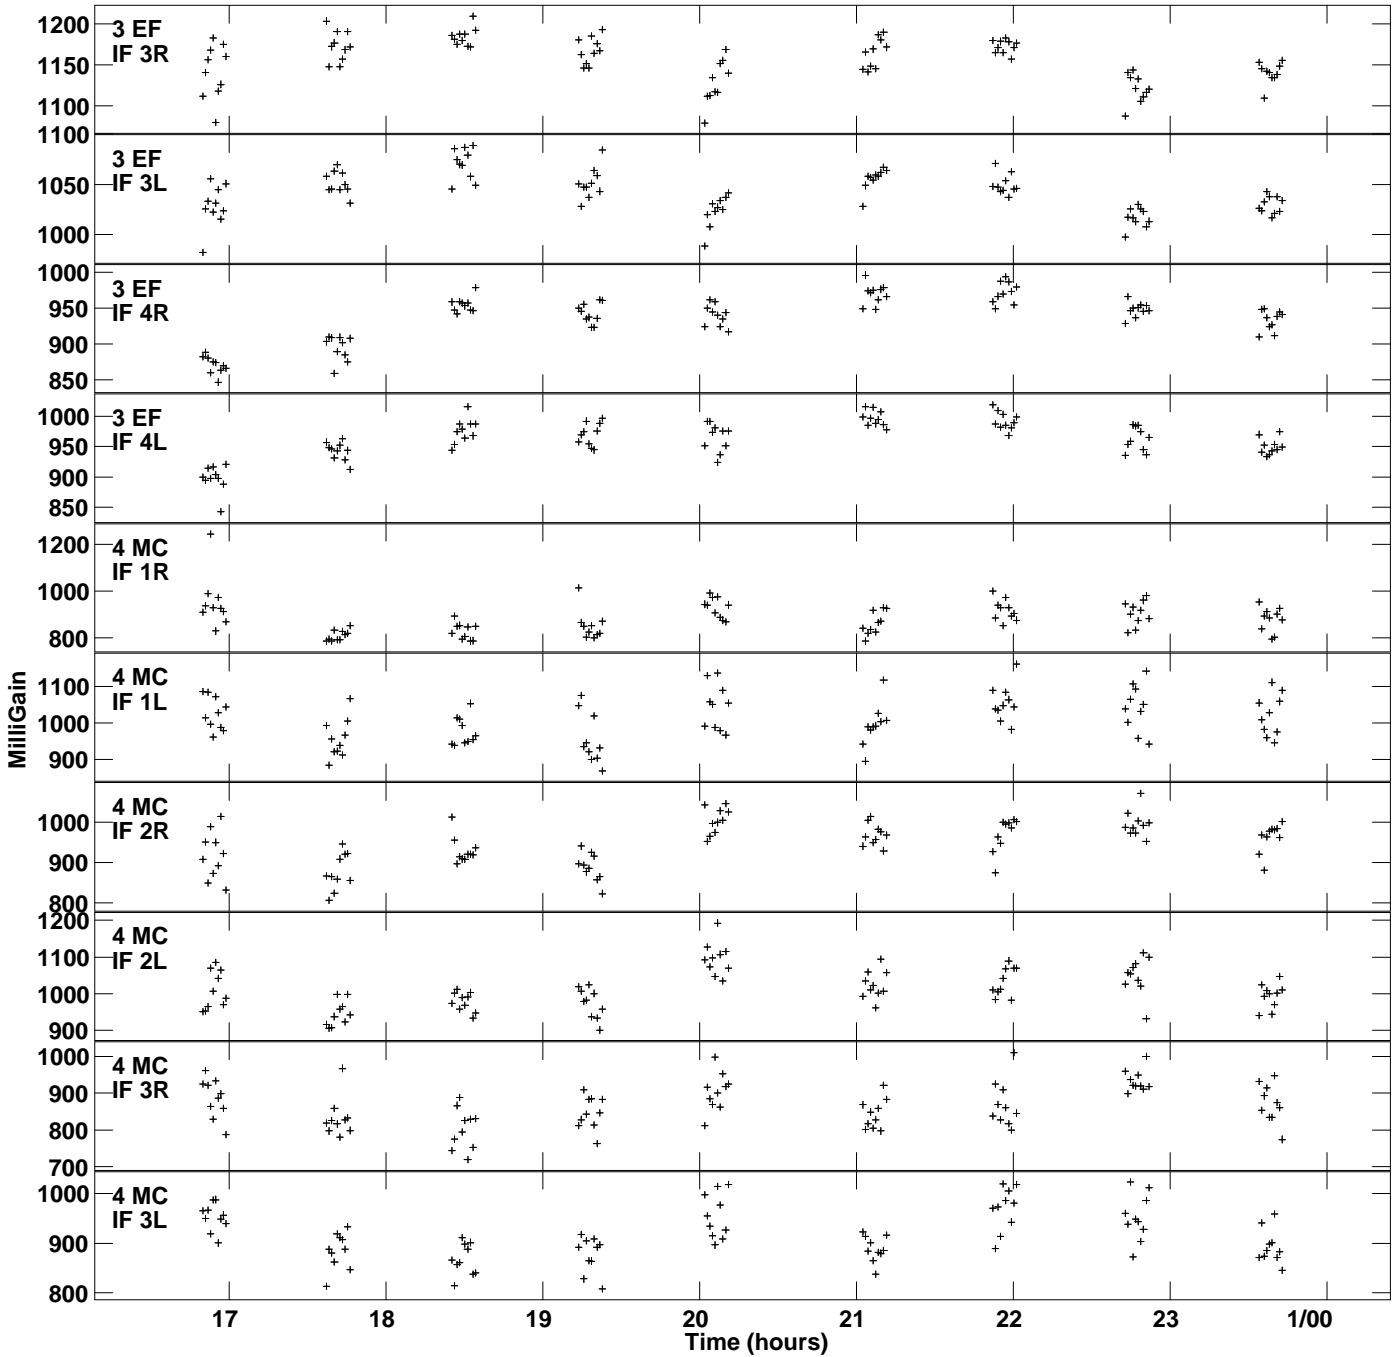 3 EF
IF 3R
1200
1150
1100
3 EF
IF 3L
1100
1050
1000
3 EF
IF 4R
1000
950
900
850
3 EF
IF 4L
1000
950
900
850
4 MC
IF 1R
1200
1000
800
4 MC
IF 1L
1100
1000
900
4 MC
IF 2R
1000
900
800
4 MC
IF 2L
1200
1100
1000
900
4 MC
IF 3R
1000
900
800
700
4 MC
IF 3L
1000
900
800
MilliGain
17 18 19 20 21 22 23 1/00
Time (hours)